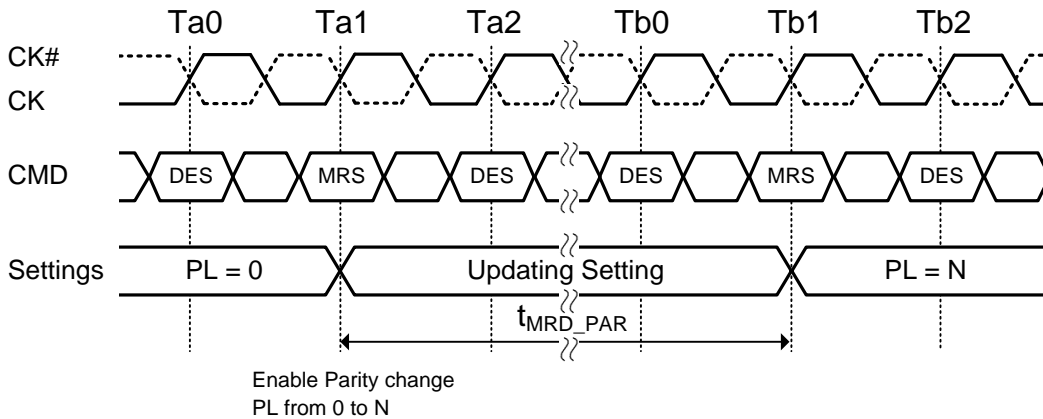 Ta0 Ta1 Ta2 Tb0 Tb1 Tb2
CK#
CK
CMD DES MRS DES DES MRS DES
Settings PL = 0 Updating Setting PL = N
tMRD_PAR
Enable Parity change
PL from 0 to N